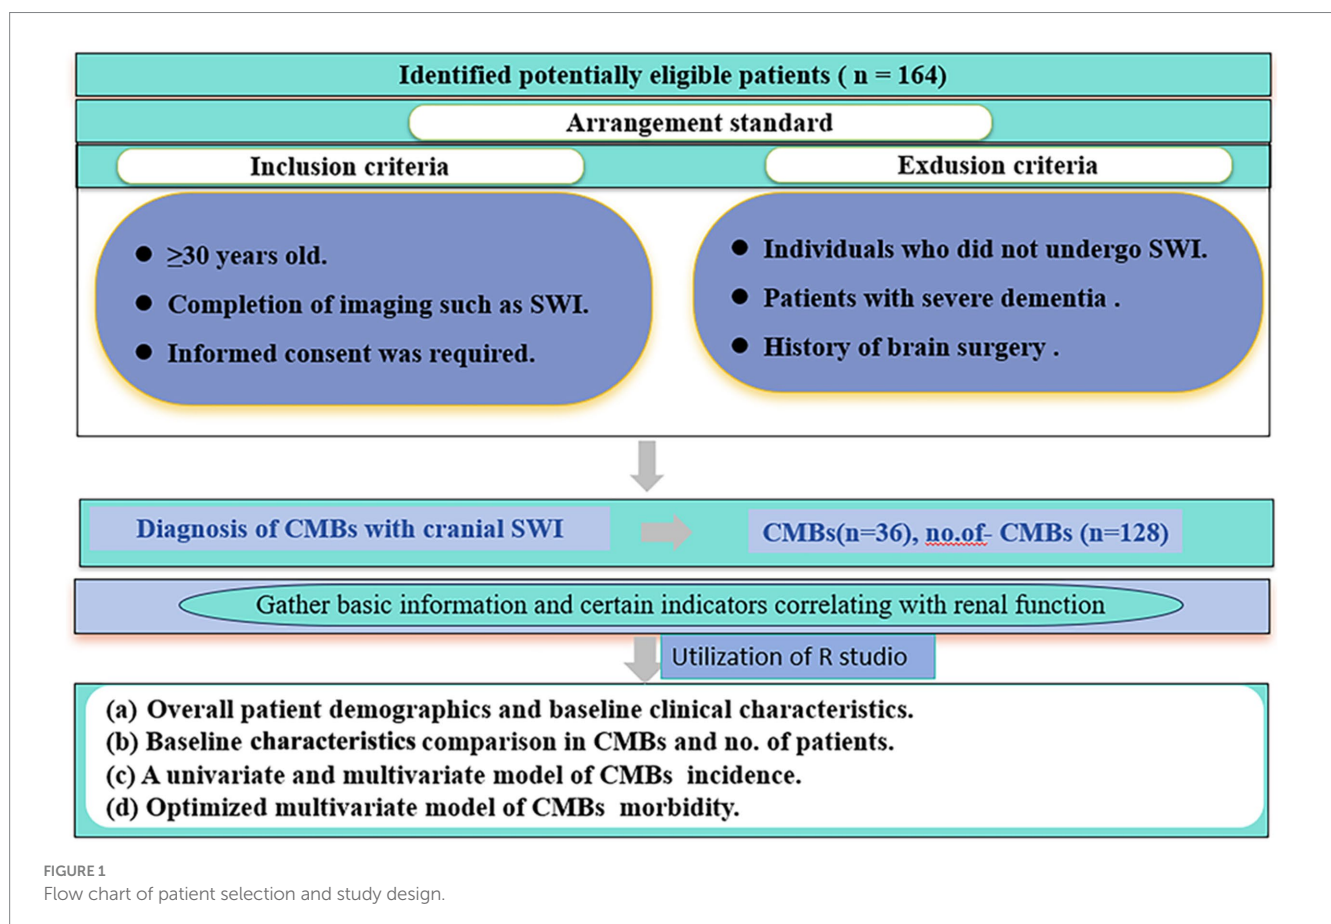 Identified potentially eligible patients ( n = 164)
Arrangement standard
Inclusion criteria
Exdusion criteria
● ≥30 years old.
● Completion of imaging such as SWI.
● Informed consent was required.
● Individuals who did not undergo SWI.
● Patients with severe dementia .
● History of brain surgery .
Diagnosis of CMBs with cranial SWI
CMBs(n=36), no.of- CMBs (n=128)
Gather basic information and certain indicators correlating with renal function
Utilization of R studio
(a) Overall patient demographics and baseline clinical characteristics.
(b) Baseline characteristics comparison in CMBs and no. of patients.
(c) A univariate and multivariate model of CMBs incidence.
(d) Optimized multivariate model of CMBs morbidity.
FIGURE 1
Flow chart of patient selection and study design.